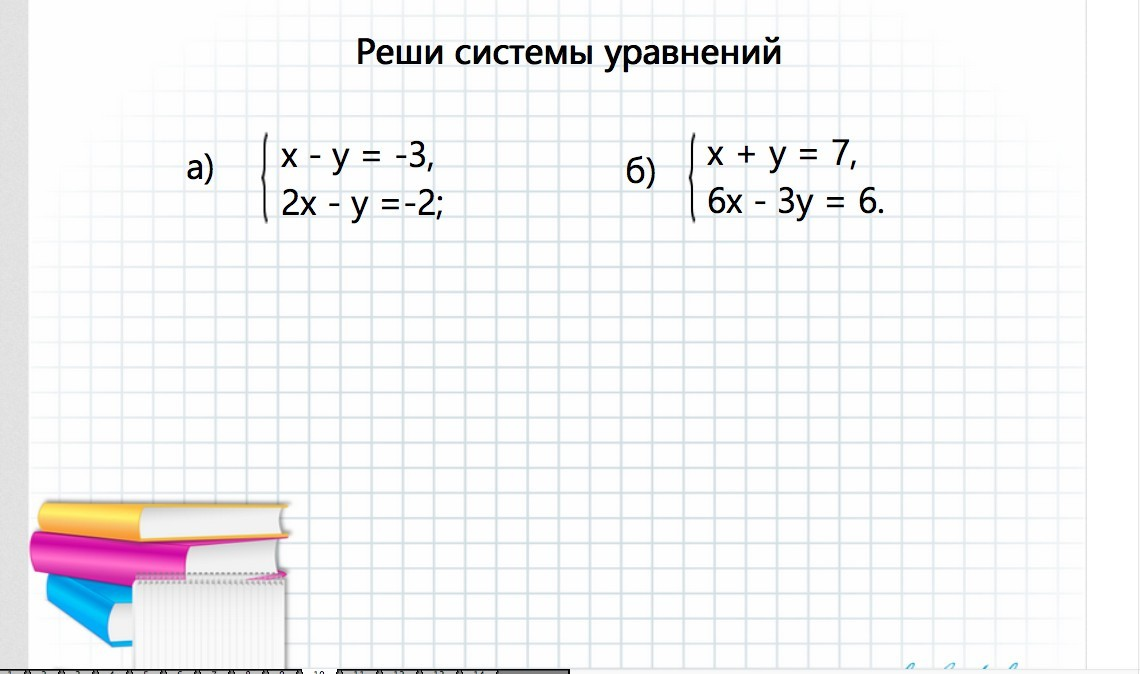 Реши системы уравнений
а) x - y = -3,
2x - y =-2;
б) x + y = 7,
6x - 3y = 6.